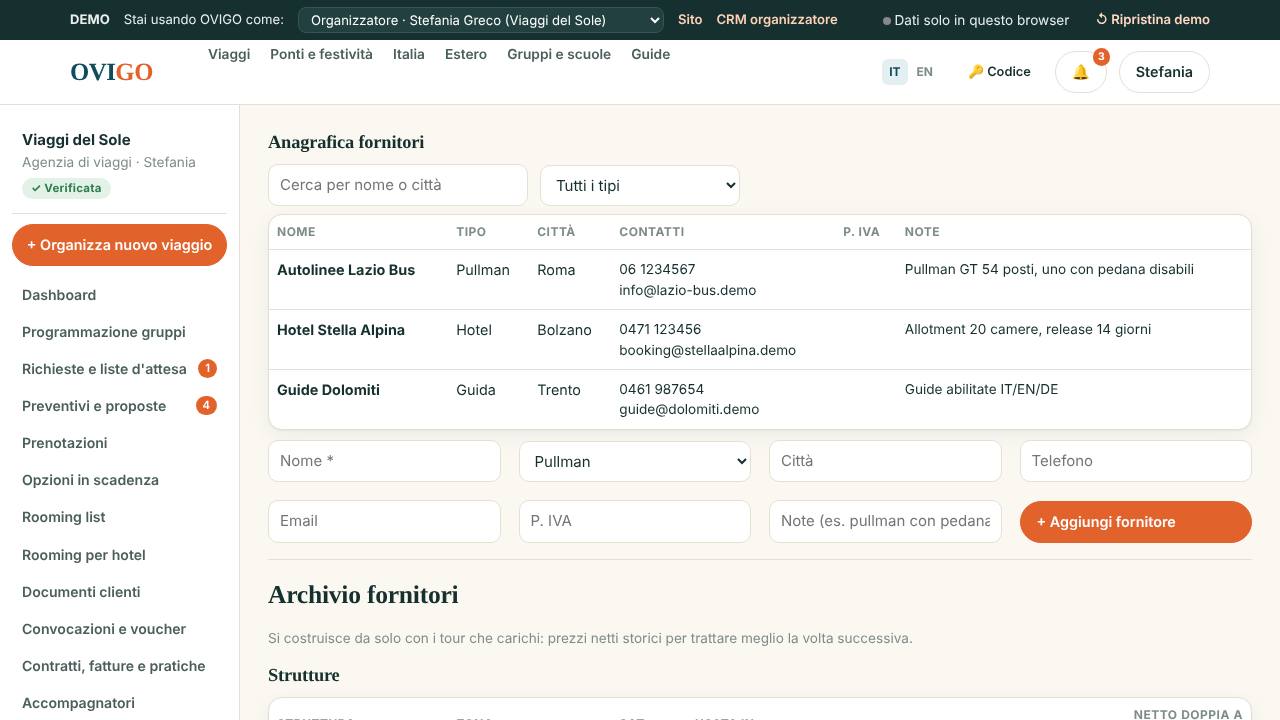 DEMO Stai usando OVIGO come: Organizzatore · Stefania Greco (Viaggi del Sole) Sito CRM organizzatore Dati solo in questo browser ↺ Ripristina demo
OVIGO Viaggi Ponti e festività Italia Estero Gruppi e scuole Guide IT EN 🔑 Codice 🔔 3 Stefania
Viaggi del Sole
Agenzia di viaggi · Stefania
✓ Verificata
+ Organizza nuovo viaggio
Dashboard
Programmazione gruppi
Richieste e liste d'attesa 1
Preventivi e proposte 4
Prenotazioni
Opzioni in scadenza
Rooming list
Rooming per hotel
Documenti clienti
Convocazioni e voucher
Contratti, fatture e pratiche
Accompagnatori
Anagrafica fornitori
Cerca per nome o città Tutti i tipi
NOME TIPO CITTÀ CONTATTI P. IVA NOTE
Autolinee Lazio Bus Pullman Roma 06 1234567 Pullman GT 54 posti, uno con pedana disabili
info@lazio-bus.demo
Hotel Stella Alpina Hotel Bolzano 0471 123456 Allotment 20 camere, release 14 giorni
booking@stellaalpina.demo
Guide Dolomiti Guida Trento 0461 987654 Guide abilitate IT/EN/DE
guide@dolomiti.demo
Nome * Pullman Città Telefono
Email P. IVA Note (es. pullman con pedana + Aggiungi fornitore
Archivio fornitori
Si costruisce da solo con i tour che carichi: prezzi netti storici per trattare meglio la volta successiva.
Strutture
NETTO DOPPIA A